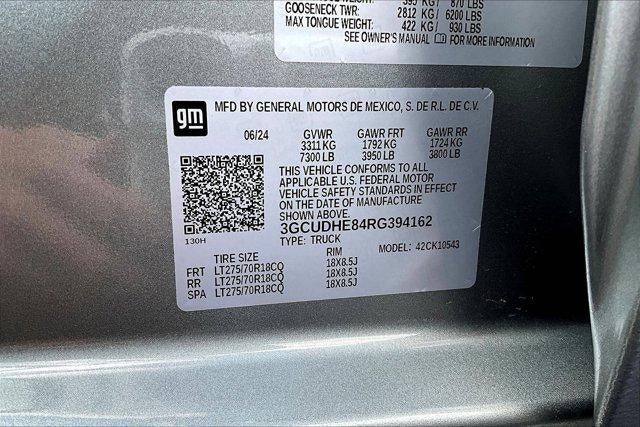 395 KG / 870 LBS
GOOSENECK TWR: 2812 KG / 6200 LBS
MAX TONGUE WEIGHT: 422 KG / 930 LBS
SEE OWNER'S MANUAL FOR MORE INFORMATION
gm
MFD BY GENERAL MOTORS DE MEXICO, S. DE R.L. DE C.V.
06/24 GVWR GAWR FRT GAWR RR
3311 KG 1792 KG 1724 KG
7300 LB 3950 LB 3800 LB
THIS VEHICLE CONFORMS TO ALL
APPLICABLE U.S. FEDERAL MOTOR
VEHICLE SAFETY STANDARDS IN EFFECT
ON THE DATE OF MANUFACTURE
SHOWN ABOVE.
3GCUDHE84RG394162
130H
TYPE: TRUCK MODEL: 42CK10543
TIRE SIZE RIM
FRT LT275/70R18CQ 18X8.5J
RR LT275/70R18CQ 18X8.5J
SPA LT275/70R18CQ 18X8.5J